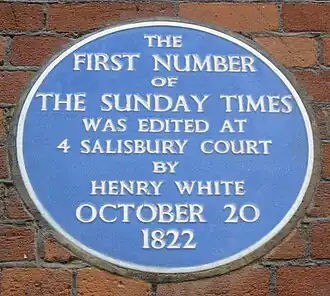 THE
FIRST NUMBER
OF
THE SUNDAY TIMES
WAS EDITED AT
4 SALISBURY COURT
BY
HENRY WHITE
OCTOBER 20
1822